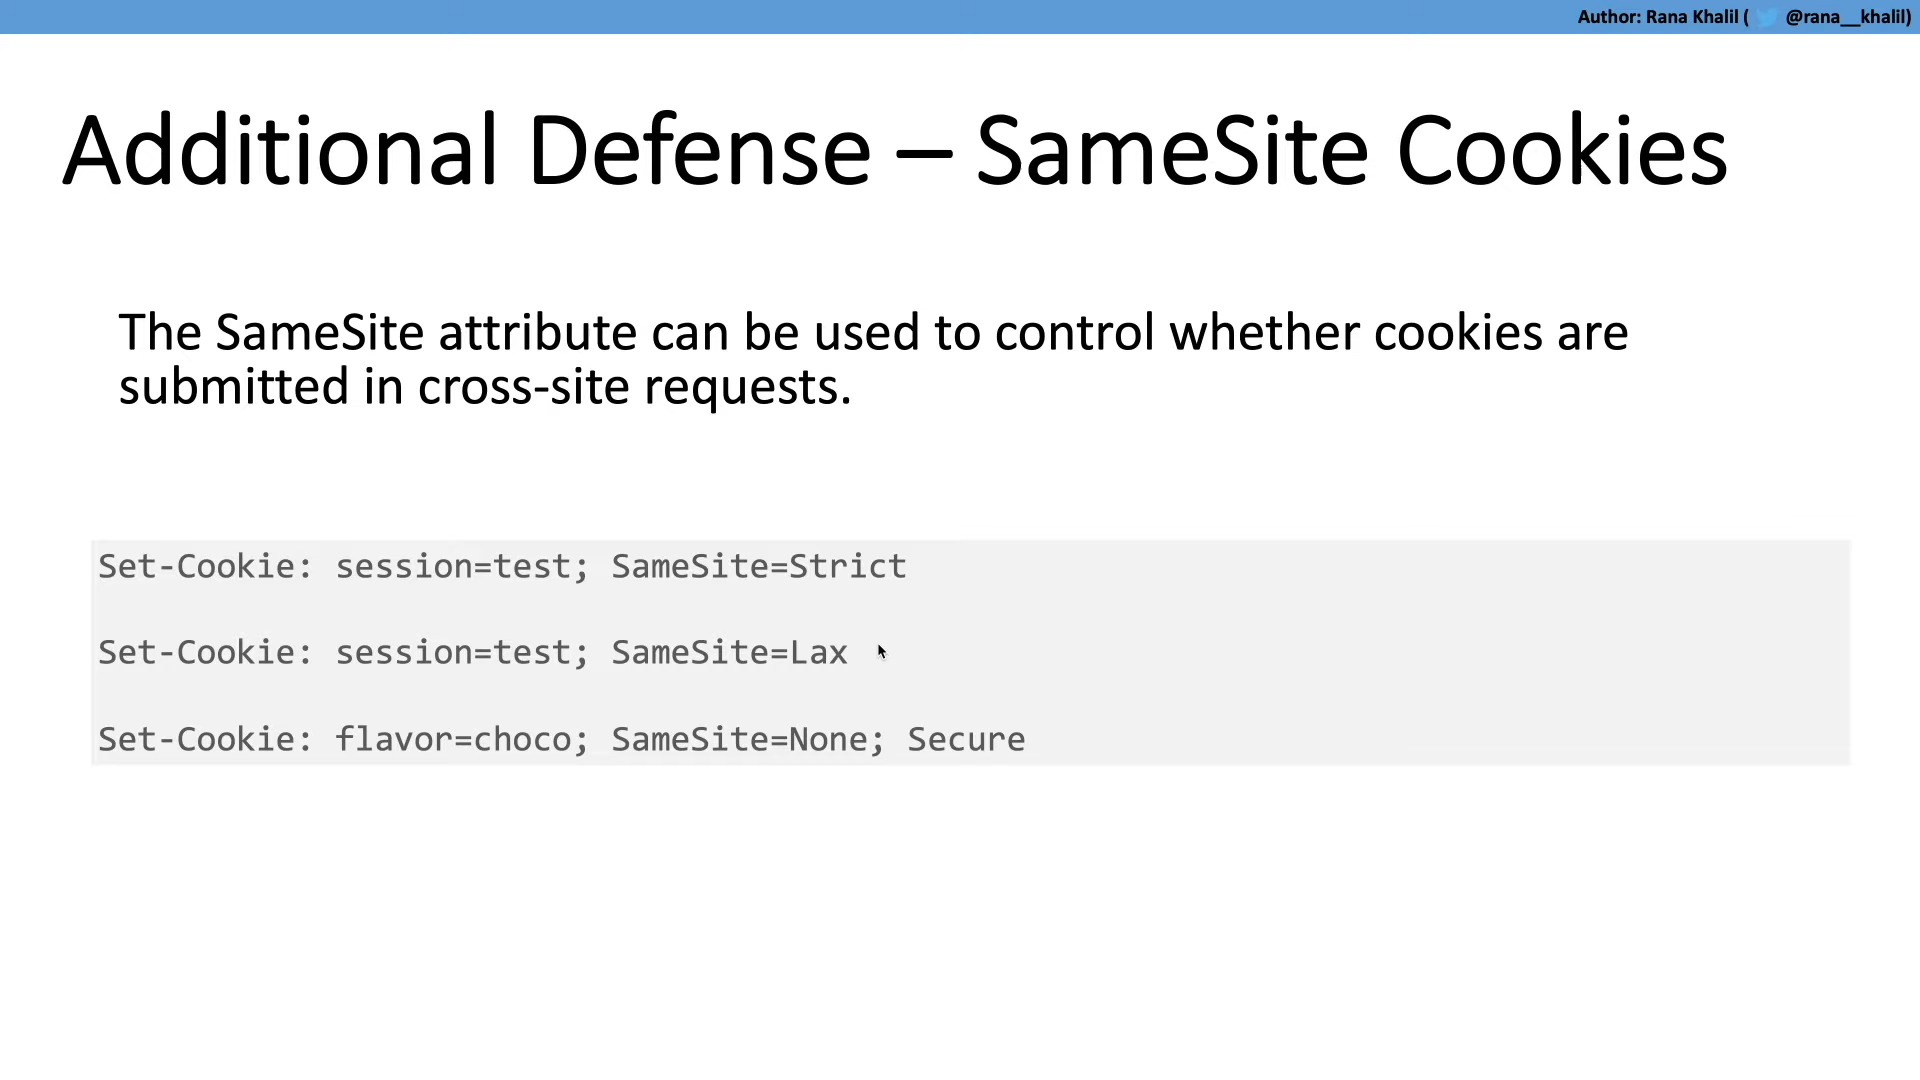 Author: Rana Khalil ( @rana__khalil)
Additional Defense – SameSite Cookies
The SameSite attribute can be used to control whether cookies are
submitted in cross-site requests.
Set-Cookie: session=test; SameSite=Strict
Set-Cookie: session=test; SameSite=Lax
Set-Cookie: flavor=choco; SameSite=None; Secure